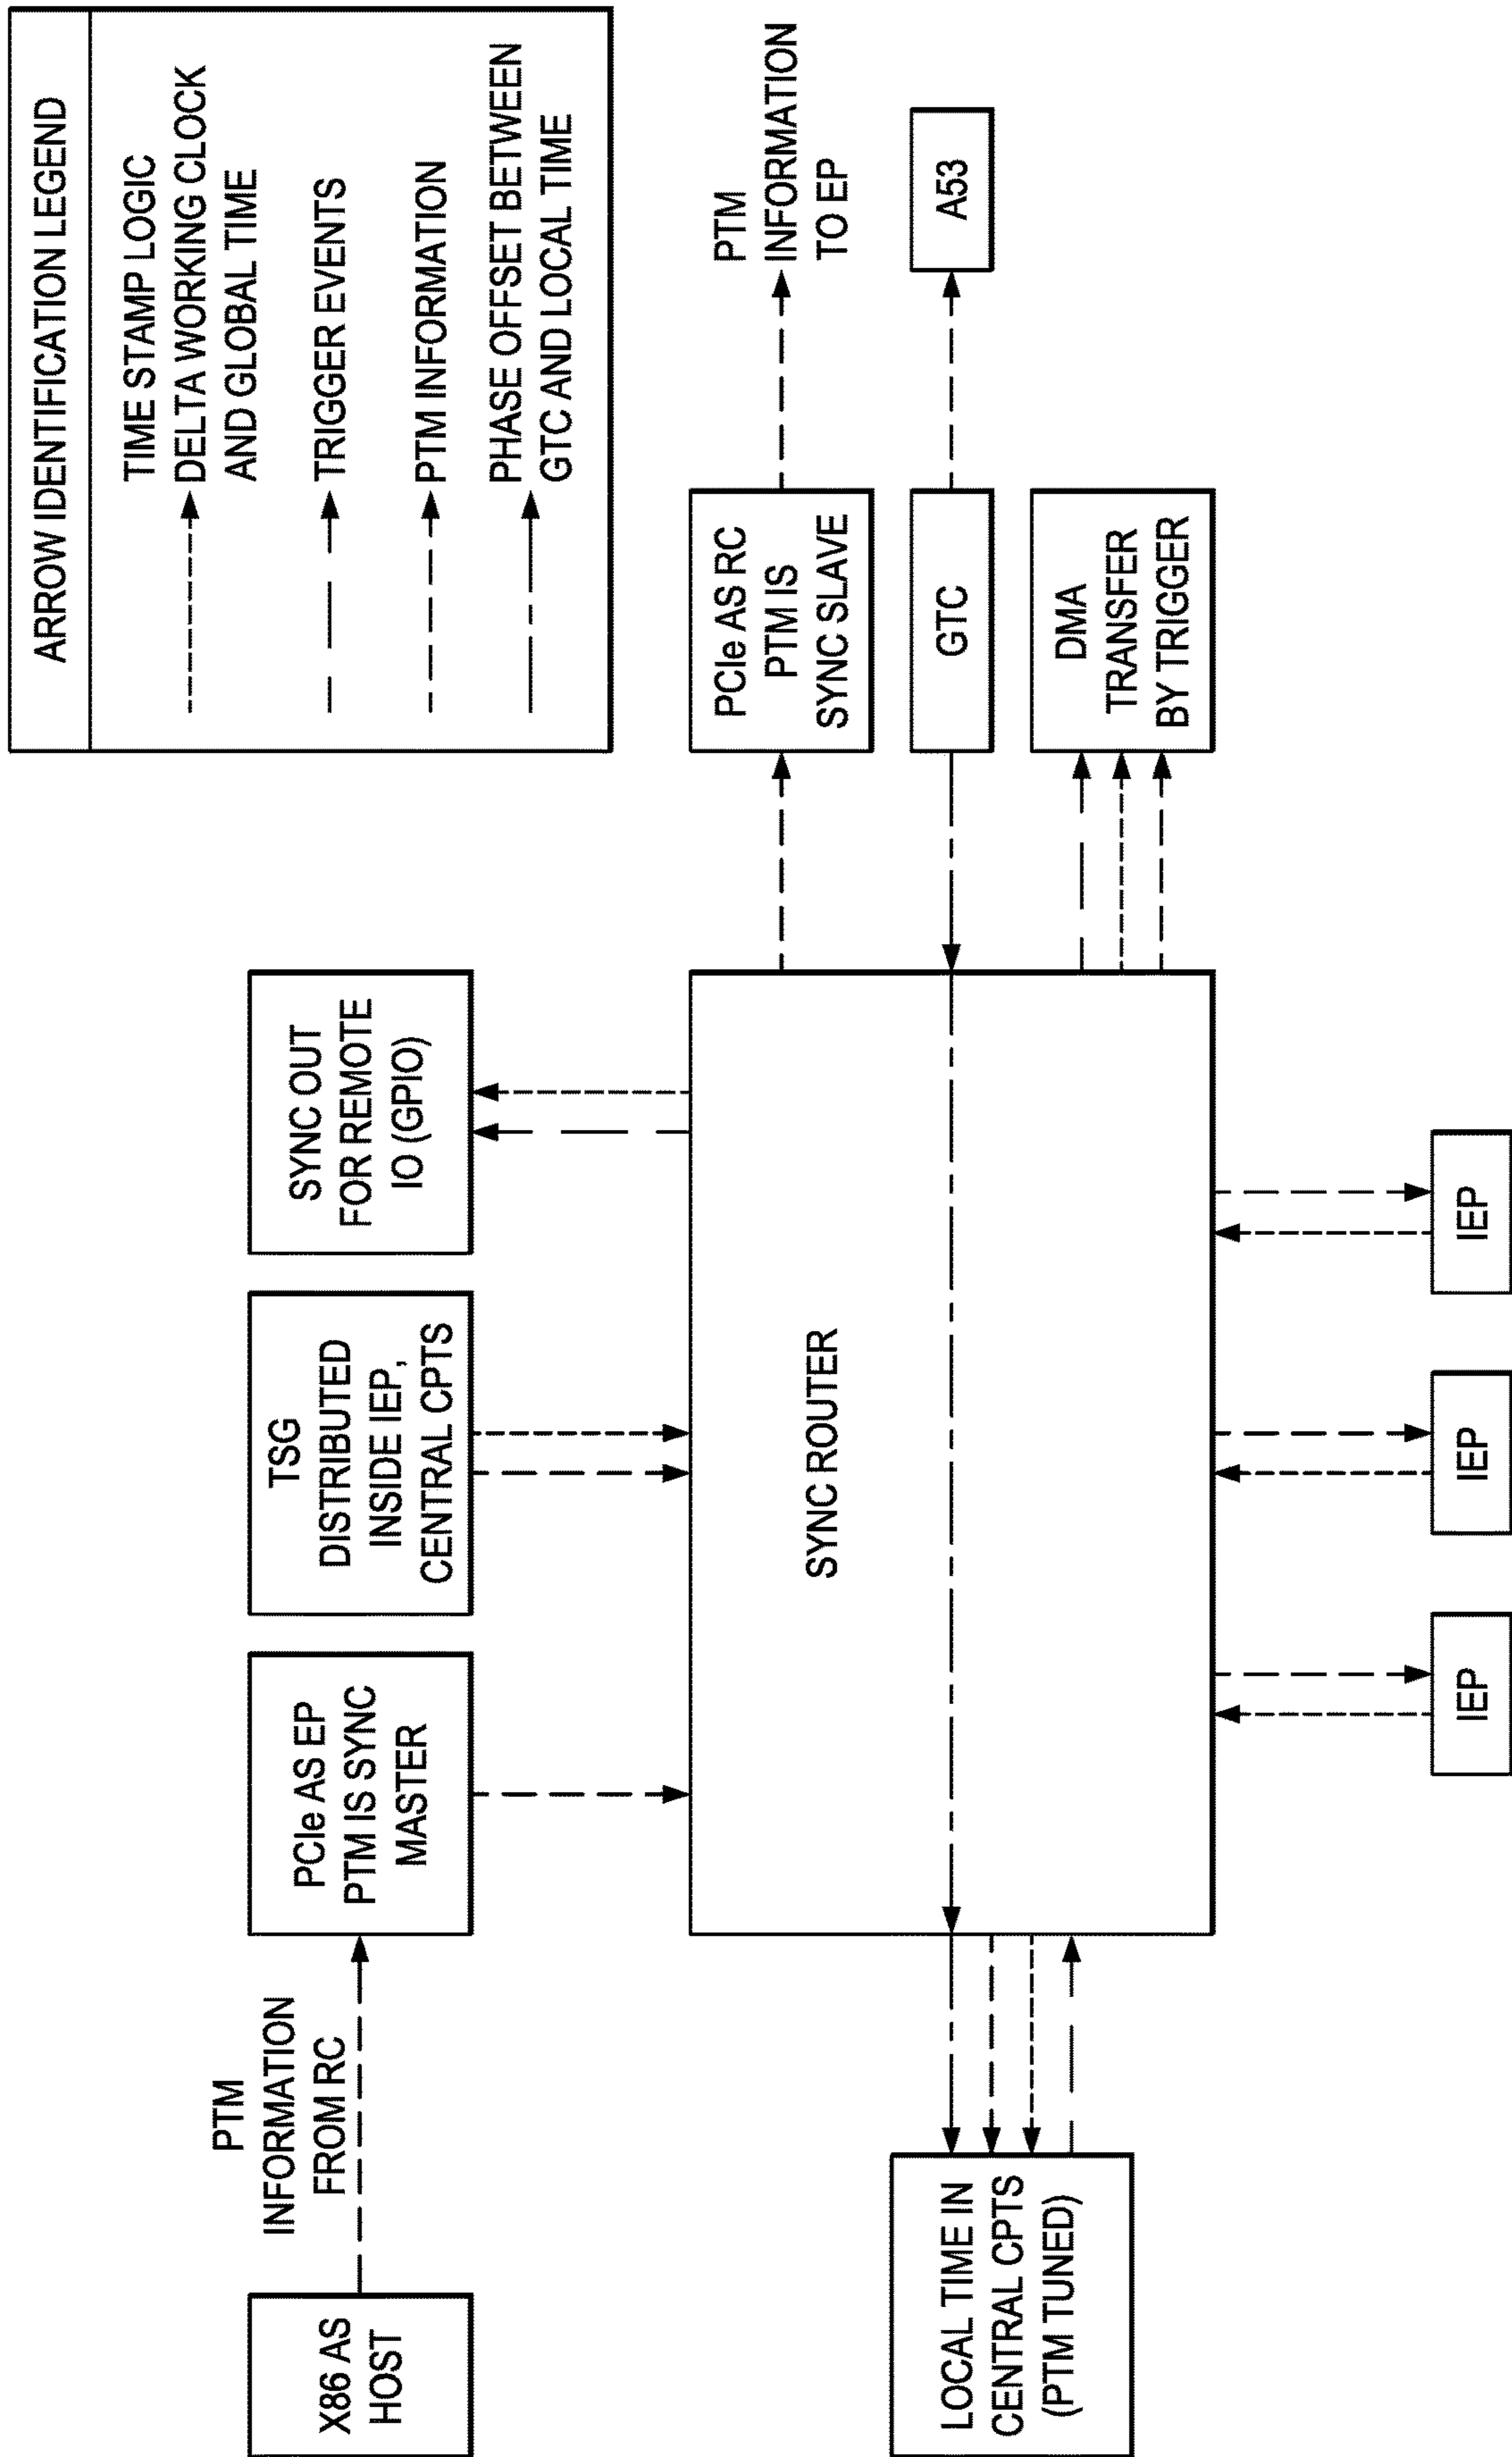 ARROW IDENTIFICATION LEGEND
TIME STAMP LOGIC
DELTA WORKING CLOCK
AND GLOBAL TIME
TRIGGER EVENTS
PTM INFORMATION
PHASE OFFSET BETWEEN
GTC AND LOCAL TIME
X86 AS
HOST
PTM
INFORMATION
FROM RC
PCIe AS EP
PTM IS SYNC
MASTER
TSG
DISTRIBUTED
INSIDE IEP,
CENTRAL CPTS
SYNC OUT
FOR REMOTE
IO (GPIO)
PCIe AS RC
PTM IS
SYNC SLAVE
PTM
INFORMATION
TO EP
SYNC ROUTER
GTC
A53
LOCAL TIME IN
CENTRAL CPTS
(PTM TUNED)
DMA
TRANSFER
BY TRIGGER
IEP
IEP
IEP